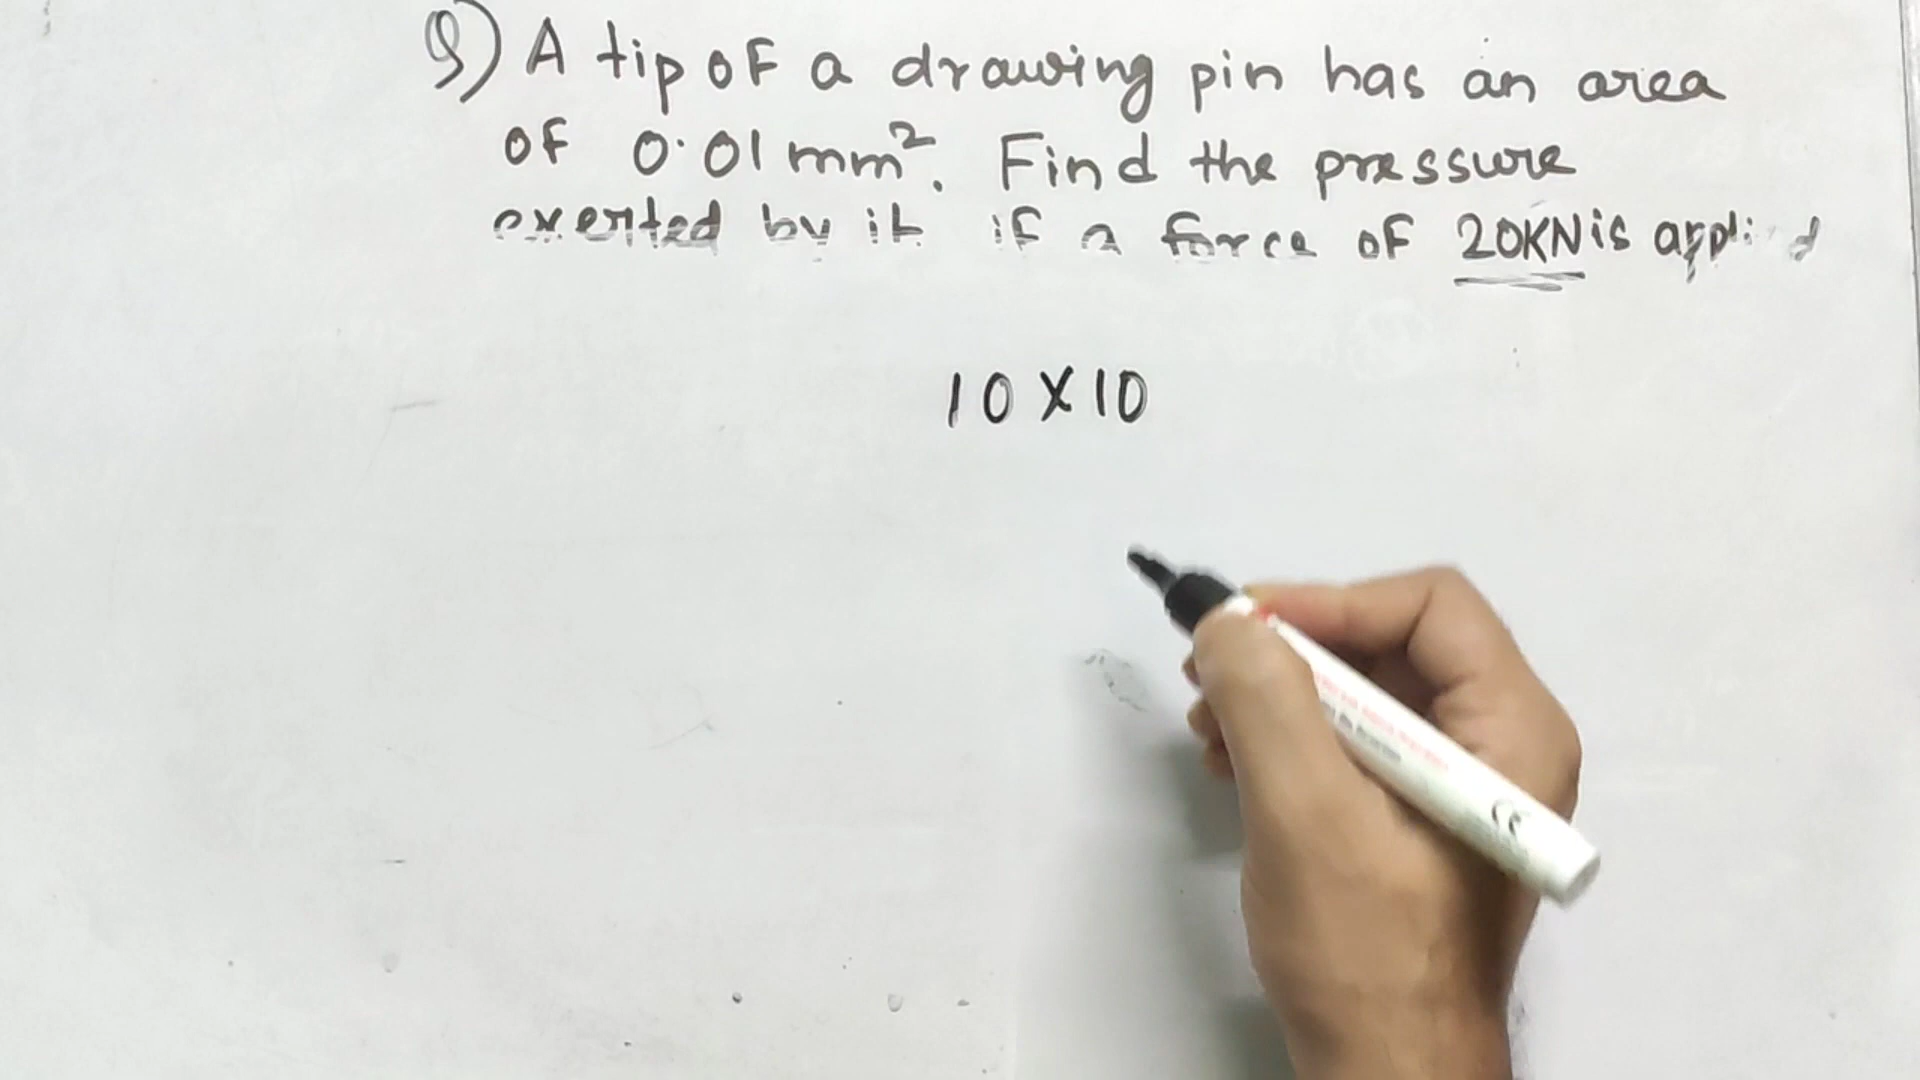 Q) A tip of a drawing pin has an area
of 0.01 mm². Find the pressure
exerted by it if a force of 20KN is applied
10 X 10
CE